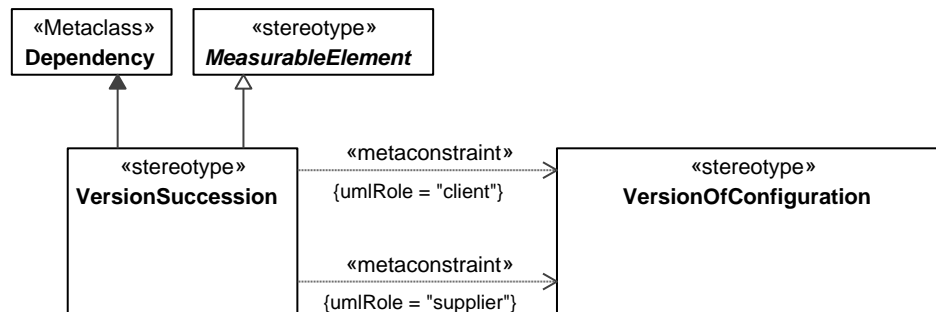 «Metaclass»
Dependency
«stereotype»
MeasurableElement
«stereotype»
VersionSuccession
«metaconstraint»
{umlRole = "client"}
«metaconstraint»
{umlRole = "supplier"}
«stereotype»
VersionOfConfiguration